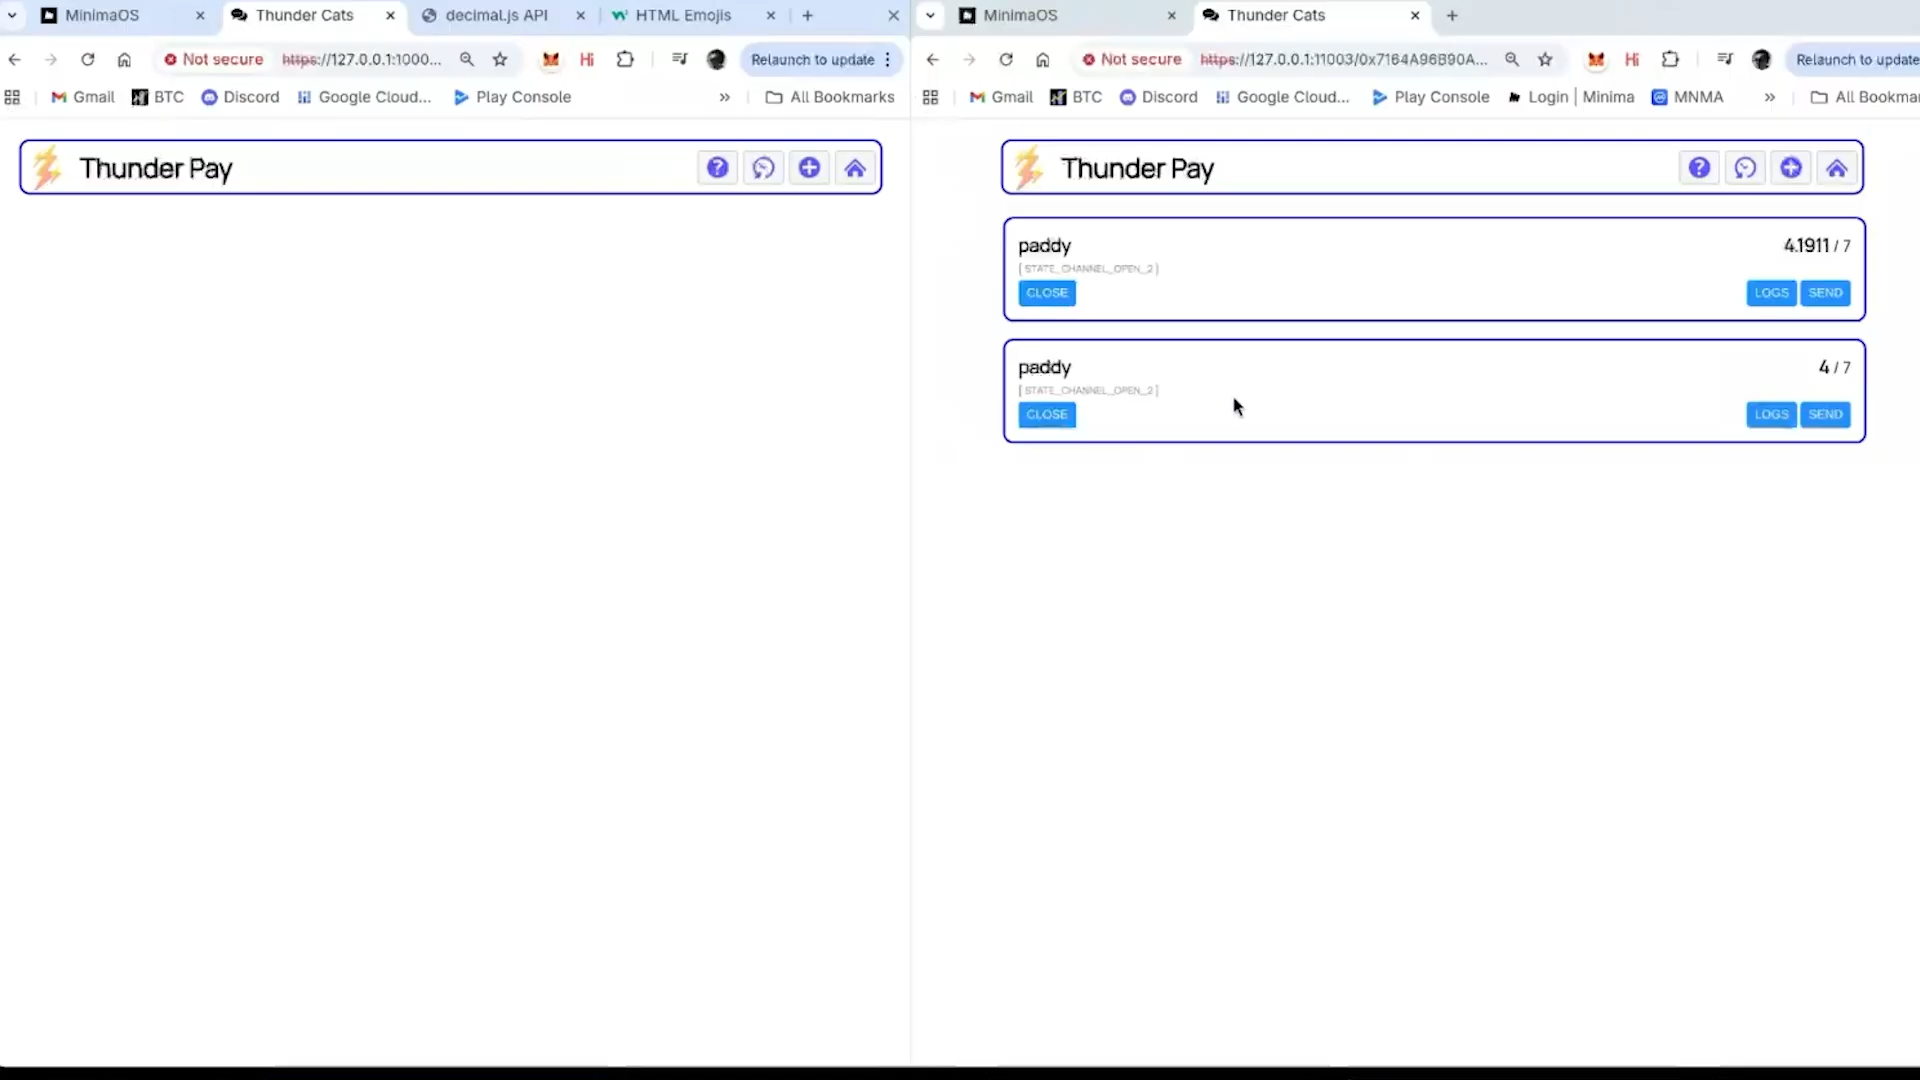 MinimaOS
Thunder Cats
decimal.js API
HTML Emojis
Not secure
https://127.0.0.1:1000...
Relaunch to update
Gmail
BTC
Discord
Google Cloud...
Play Console
All Bookmarks
Thunder Pay
MinimaOS
Thunder Cats
Not secure
https://127.0.0.1:11003/0x7164A96B90A...
Relaunch to update
Gmail
BTC
Discord
Google Cloud...
Play Console
Login | Minima
MNMA
All Bookmar
Thunder Pay
paddy 4.1911 / 7
[ STATE_CHANNEL_OPEN_2 ]
CLOSE LOGS SEND
paddy 4 / 7
[ STATE_CHANNEL_OPEN_2 ]
CLOSE LOGS SEND